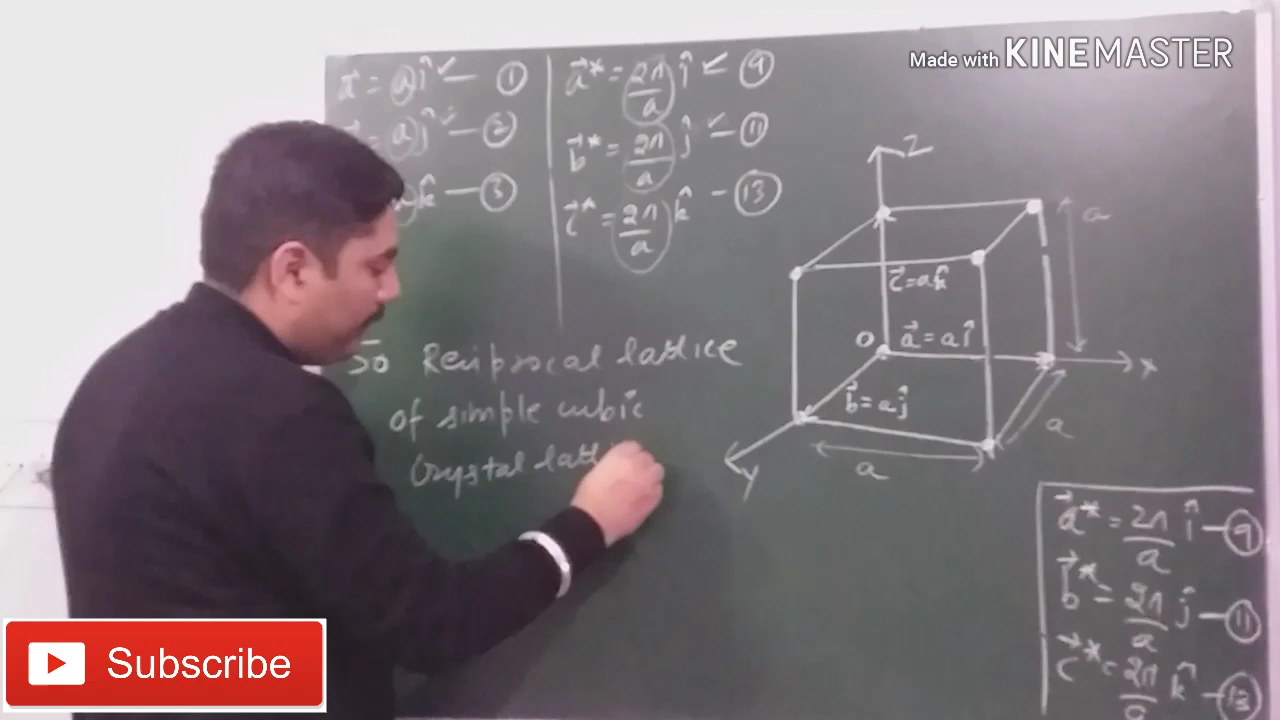 Made with KINEMASTER
a⃗ = a î ✓ — ①
= a ĵ ✓ — ②
k̂ — ③
a⃗* = 2π/a î ✓ — ⑨
b⃗* = 2π/a ĵ ✓ — ⑪
c⃗* = 2π/a k̂ — ⑬
So Reciprocal lattice
of simple cubic
Crystal latt
Z
a
c⃗ = a k̂
O a⃗ = a î
x
b⃗ = a ĵ
a
a
Y
a⃗* = 2π/a î — ⑨
b⃗* = 2π/a ĵ — ⑪
c⃗* = 2π/a k̂ — ⑬
Subscribe